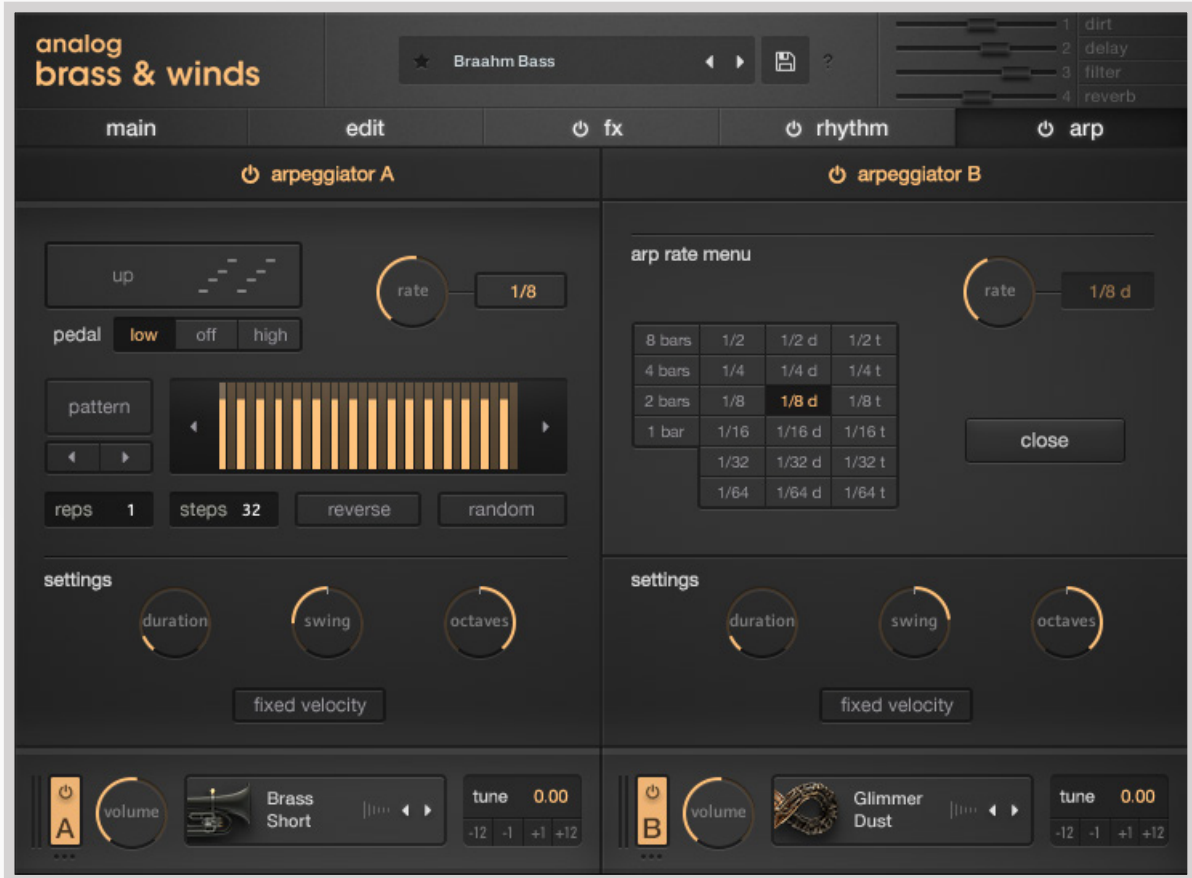 analog
brass & winds
Braahm Bass
?
1 dirt
2 delay
3 filter
4 reverb
main
edit
fx
rhythm
arp
arpeggiator A
up
rate
1/8
pedal low off high
pattern
reps 1
steps 32
reverse
random
settings
duration
swing
octaves
fixed velocity
A
volume
Brass
Short
tune 0.00
-12 -1 +1 +12
arpeggiator B
arp rate menu
rate
1/8 d
8 bars 1/2 1/2 d 1/2 t
4 bars 1/4 1/4 d 1/4 t
2 bars 1/8 1/8 d 1/8 t
1 bar 1/16 1/16 d 1/16 t
1/32 1/32 d 1/32 t
1/64 1/64 d 1/64 t
close
settings
duration
swing
octaves
fixed velocity
B
volume
Glimmer
Dust
tune 0.00
-12 -1 +1 +12